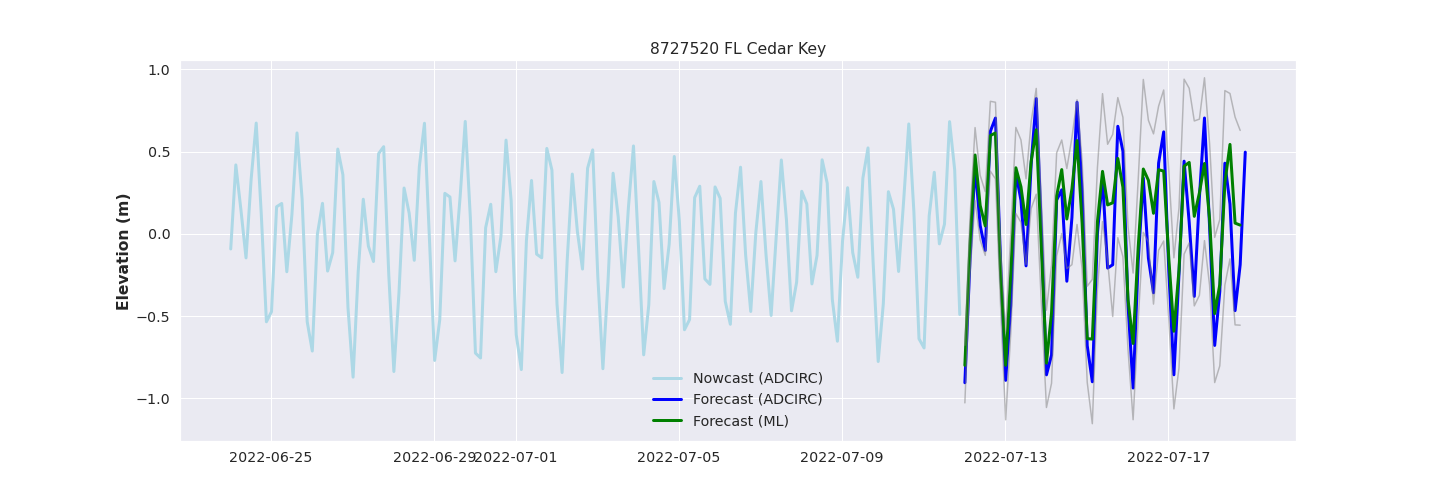 8727520 FL Cedar Key
1.0
0.5
0.0
−0.5
−1.0
Elevation (m)
Nowcast (ADCIRC)
Forecast (ADCIRC)
Forecast (ML)
2022-06-25 2022-06-29 2022-07-01 2022-07-05 2022-07-09 2022-07-13 2022-07-17